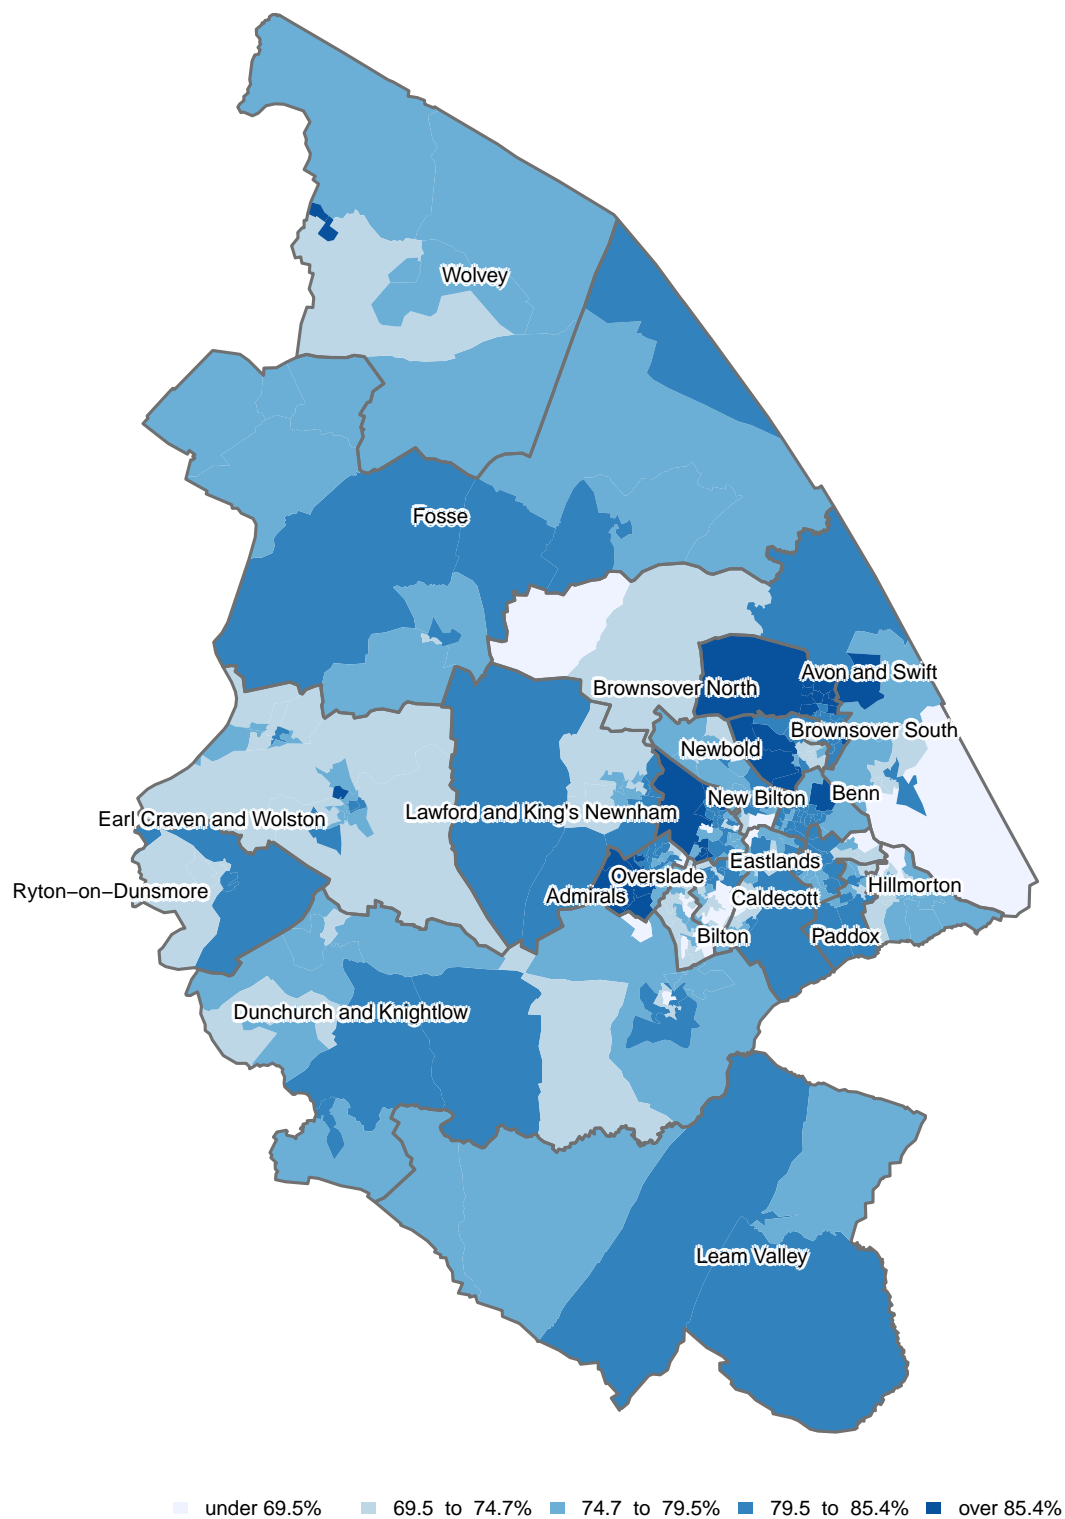 Wolvey
Fosse
Avon and Swift
Brownsover North
Brownsover South
Newbold
Benn
New Bilton
Lawford and King's Newnham
Earl Craven and Wolston
Eastlands
Overslade
Hillmorton
Ryton−on−Dunsmore
Admirals
Caldecott
Bilton
Paddox
Dunchurch and Knightlow
Leam Valley
under 69.5%
69.5 to 74.7%
74.7 to 79.5%
79.5 to 85.4%
over 85.4%